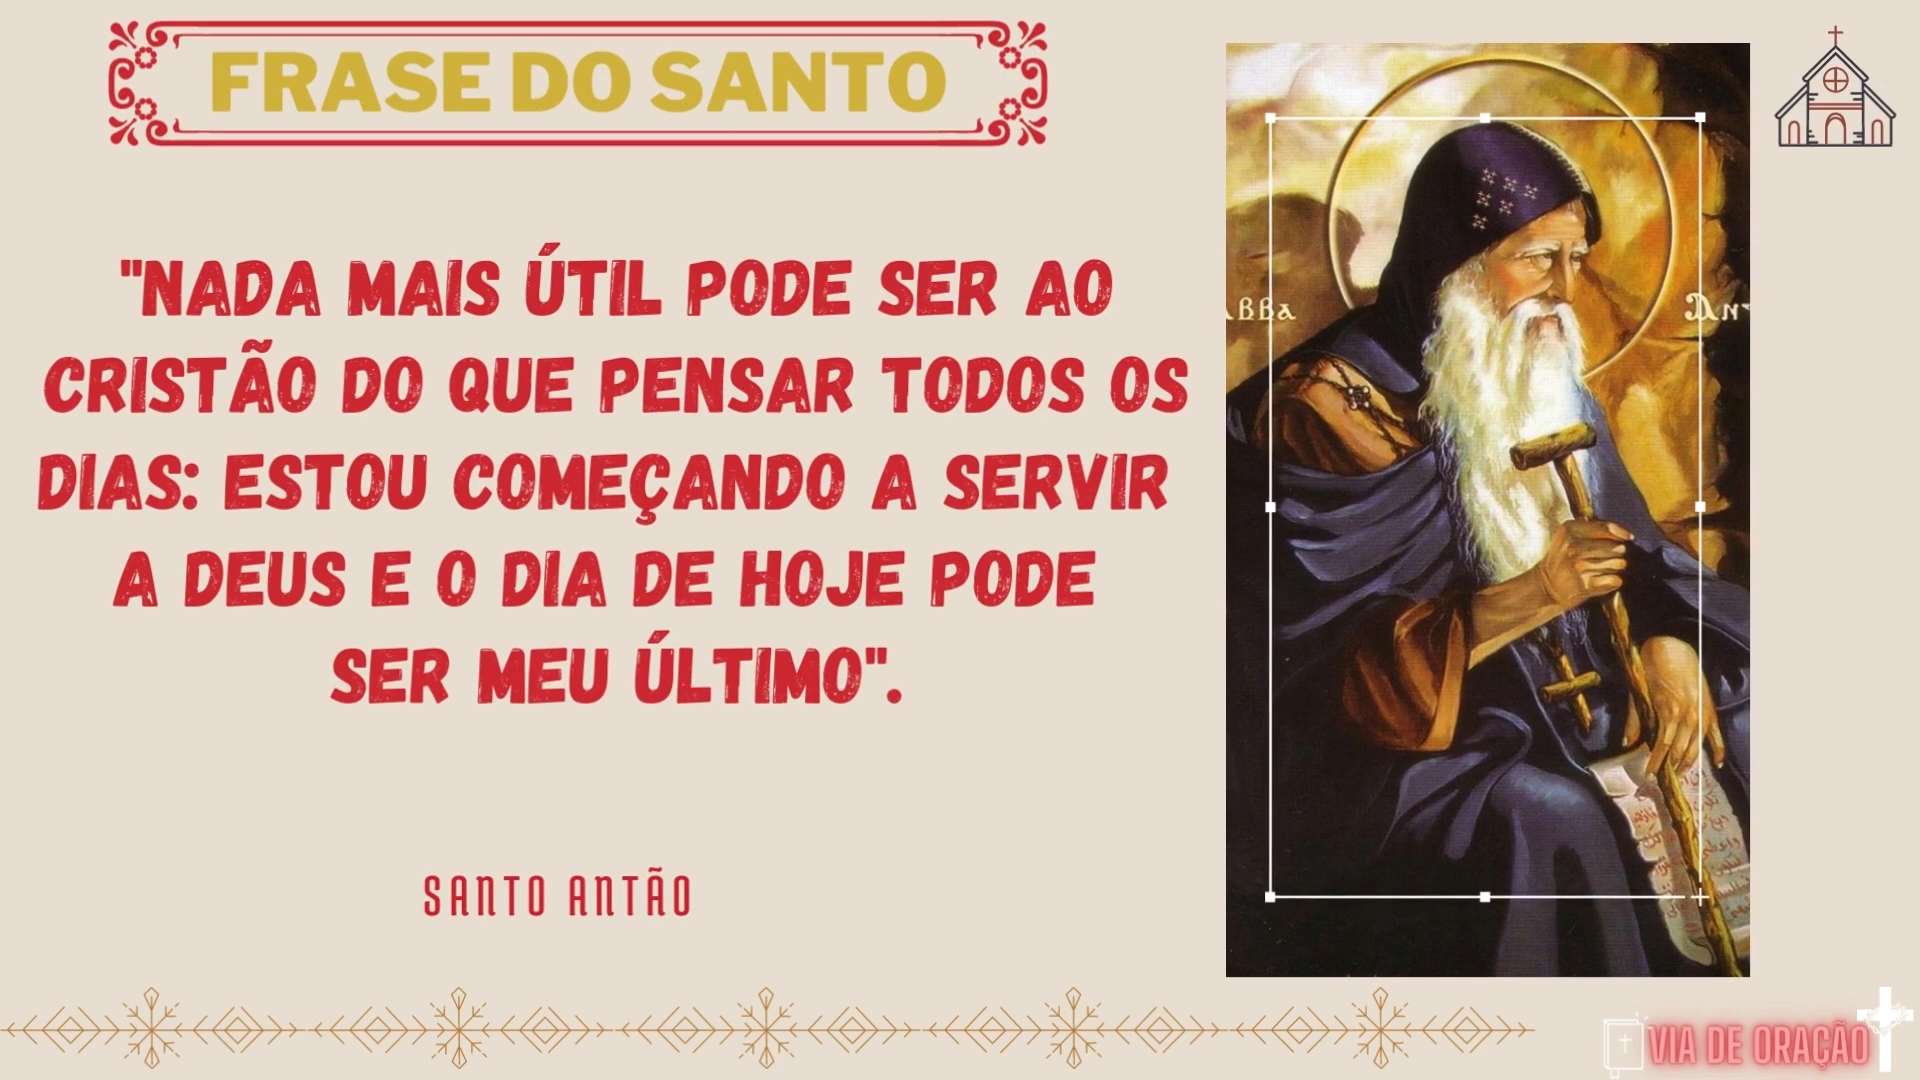 FRASE DO SANTO
"NADA MAIS ÚTIL PODE SER AO
CRISTÃO DO QUE PENSAR TODOS OS
DIAS: ESTOU COMEÇANDO A SERVIR
A DEUS E O DIA DE HOJE PODE
SER MEU ÚLTIMO".
SANTO ANTÃO
VIA DE ORAÇÃO